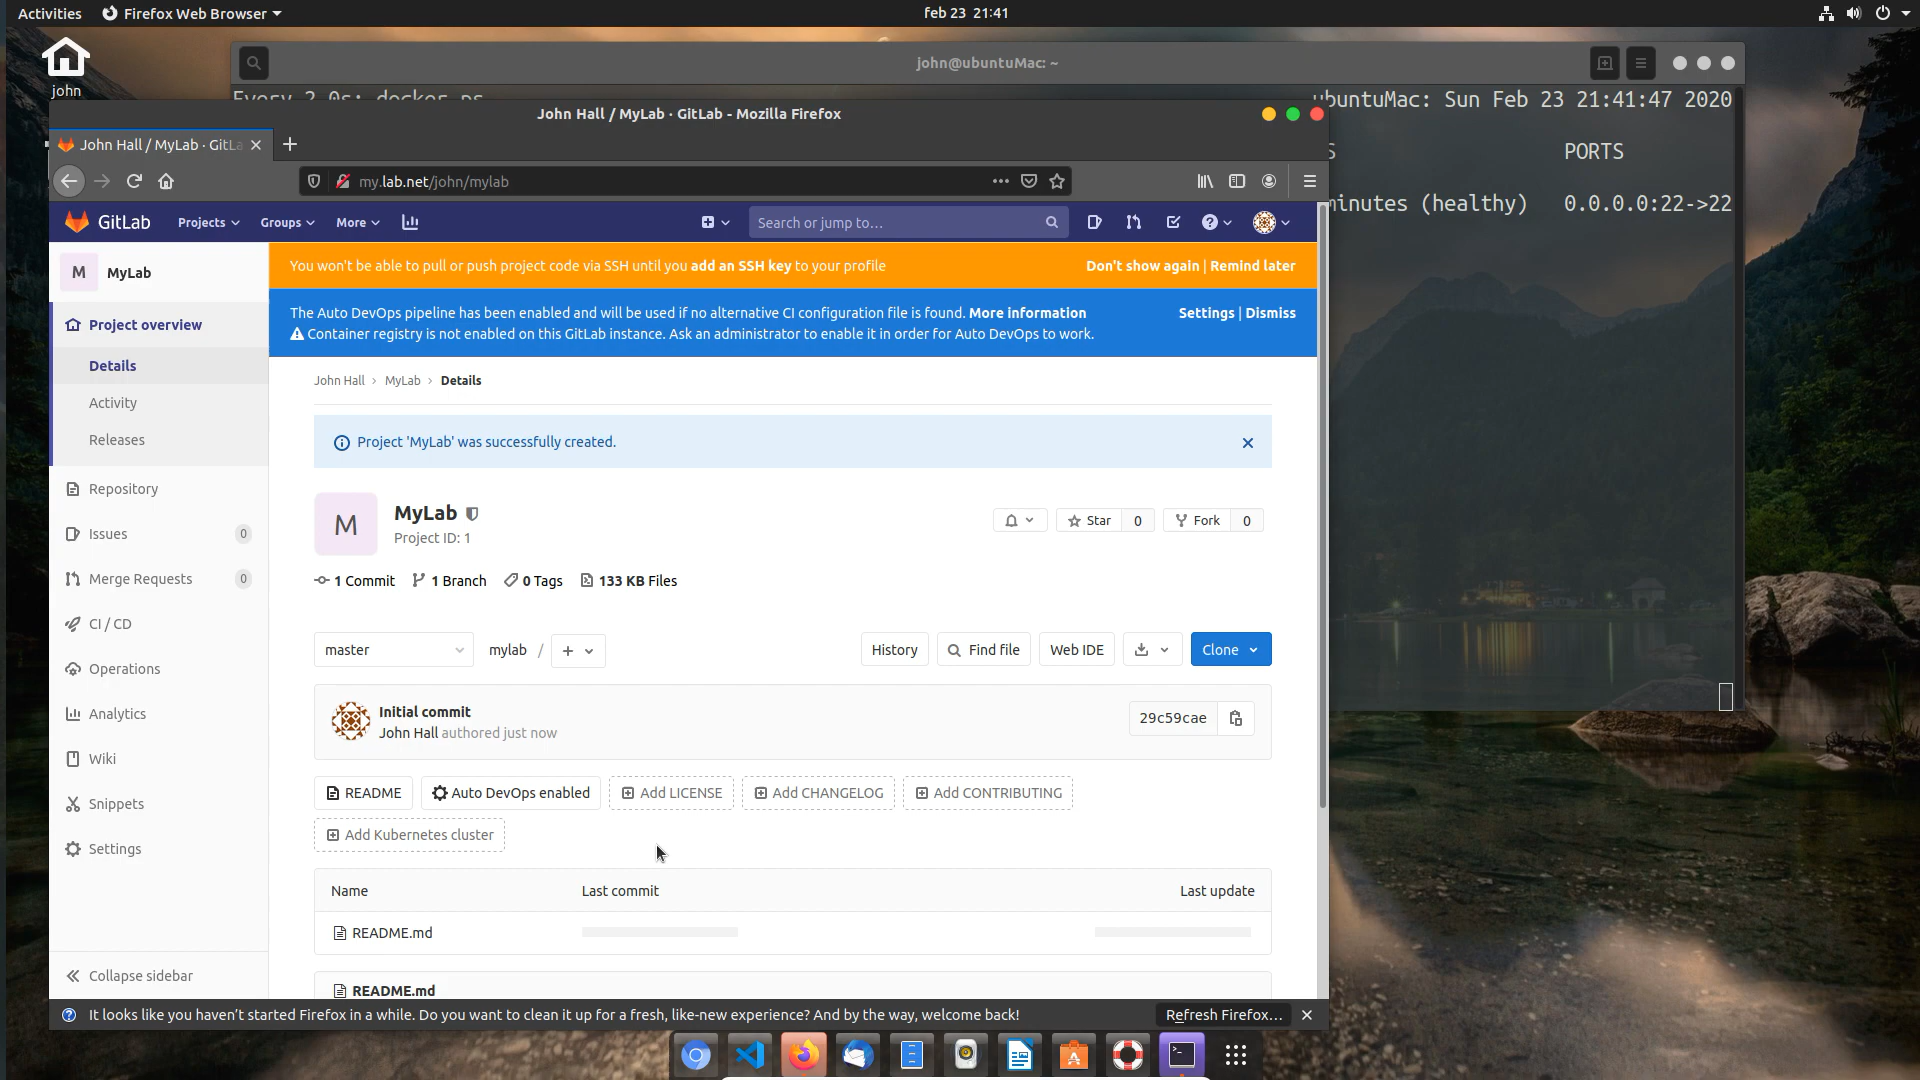 Activities
Firefox Web Browser
feb 23 21:41
john
john@ubuntuMac: ~
Every 2.0s: docker ps
ubuntuMac: Sun Feb 23 21:41:47 2020
PORTS
minutes (healthy) 0.0.0.0:22->22
John Hall / MyLab · GitLab - Mozilla Firefox
John Hall / MyLab · GitLa
my.lab.net/john/mylab
GitLab
Projects
Groups
More
Search or jump to...
M MyLab
You won't be able to pull or push project code via SSH until you add an SSH key to your profile
Don't show again | Remind later
The Auto DevOps pipeline has been enabled and will be used if no alternative CI configuration file is found. More information
Settings | Dismiss
Container registry is not enabled on this GitLab instance. Ask an administrator to enable it in order for Auto DevOps to work.
Project overview
Details
Activity
Releases
Repository
Issues 0
Merge Requests 0
CI / CD
Operations
Analytics
Wiki
Snippets
Settings
Collapse sidebar
John Hall > MyLab > Details
Project 'MyLab' was successfully created.
M
MyLab
Project ID: 1
Star 0
Fork 0
1 Commit 1 Branch 0 Tags 133 KB Files
master
mylab / +
History
Find file
Web IDE
Clone
Initial commit
John Hall authored just now
29c59cae
README
Auto DevOps enabled
Add LICENSE
Add CHANGELOG
Add CONTRIBUTING
Add Kubernetes cluster
Name Last commit Last update
README.md
README.md
It looks like you haven't started Firefox in a while. Do you want to clean it up for a fresh, like-new experience? And by the way, welcome back!
Refresh Firefox...